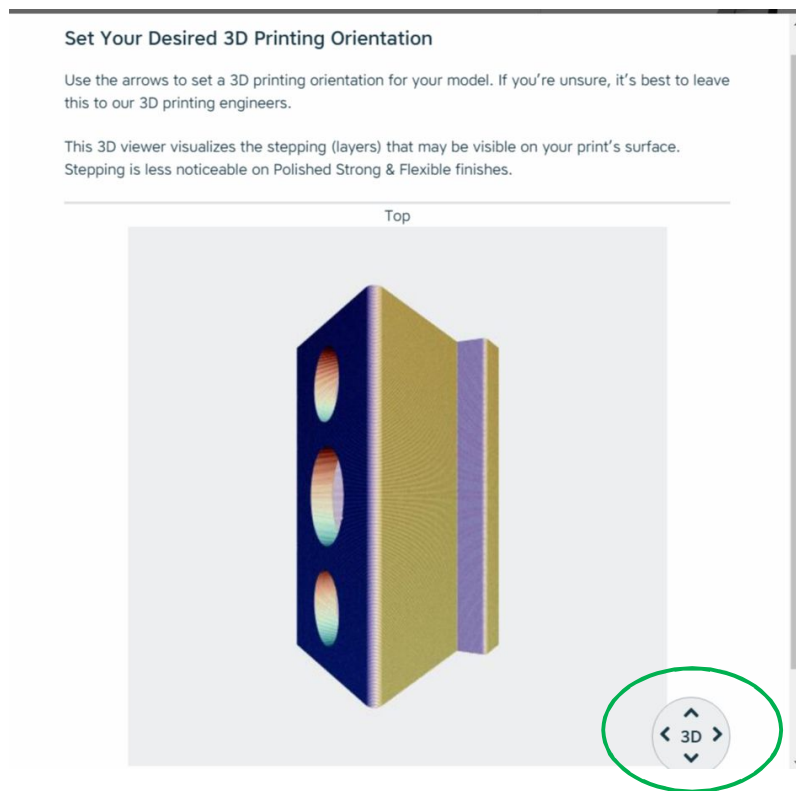 Set Your Desired 3D Printing Orientation
Use the arrows to set a 3D printing orientation for your model. If you're unsure, it's best to leave
this to our 3D printing engineers.
This 3D viewer visualizes the stepping (layers) that may be visible on your print's surface.
Stepping is less noticeable on Polished Strong & Flexible finishes.
Top
3D